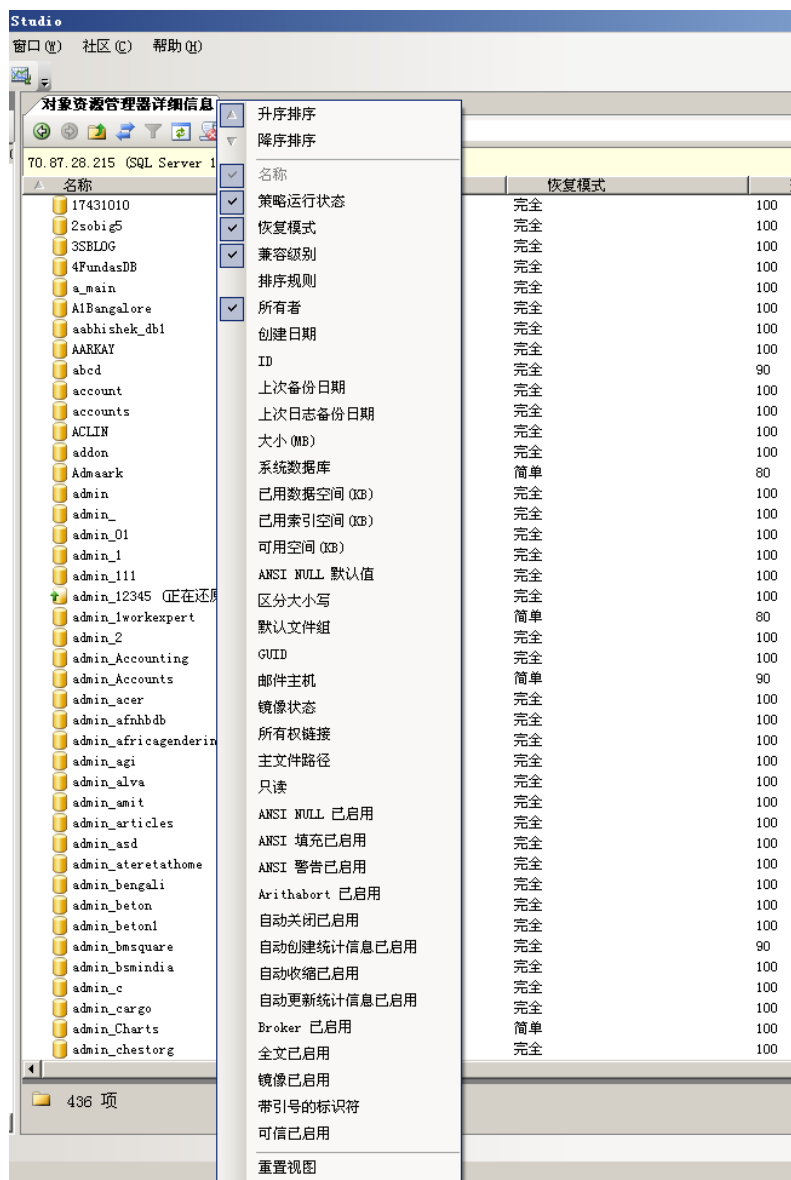 Studio
窗口(W) 社区(C) 帮助(H)
对象资源管理器详细信息
70.87.28.215 (SQL Server 1
名称 恢复模式
17431010 完全 100
2sobig5 完全 100
3SBLOG 完全 100
4FundasDB 完全 100
a_main 完全 100
A1Bangalore 完全 100
aabhishek_db1 完全 100
AARKAY 完全 100
abcd 完全 90
account 完全 100
accounts 完全 100
ACLIN 完全 100
addon 完全 100
Admaark 简单 80
admin 完全 100
admin_ 完全 100
admin_01 完全 100
admin_1 完全 100
admin_111 完全 100
admin_12345 (正在还原 完全 100
admin_1workexpert 简单 80
admin_2 完全 100
admin_Accounting 完全 100
admin_Accounts 简单 90
admin_acer 完全 100
admin_afnhbdb 完全 100
admin_africagenderin 完全 100
admin_agi 完全 100
admin_alva 完全 100
admin_amit 完全 100
admin_articles 完全 100
admin_asd 完全 100
admin_ateretathome 完全 100
admin_bengali 完全 100
admin_beton 完全 100
admin_beton1 完全 100
admin_bmsquare 完全 90
admin_bsmindia 完全 100
admin_c 完全 100
admin_cargo 完全 100
admin_Charts 简单 100
admin_chestorg 完全 100
436 项
升序排序
降序排序
名称
策略运行状态
恢复模式
兼容级别
排序规则
所有者
创建日期
ID
上次备份日期
上次日志备份日期
大小(MB)
系统数据库
已用数据空间(KB)
已用索引空间(KB)
可用空间(KB)
ANSI NULL 默认值
区分大小写
默认文件组
GUID
邮件主机
镜像状态
所有权链接
主文件路径
只读
ANSI NULL 已启用
ANSI 填充已启用
ANSI 警告已启用
Arithabort 已启用
自动关闭已启用
自动创建统计信息已启用
自动收缩已启用
自动更新统计信息已启用
Broker 已启用
全文已启用
镜像已启用
带引号的标识符
可信已启用
重置视图